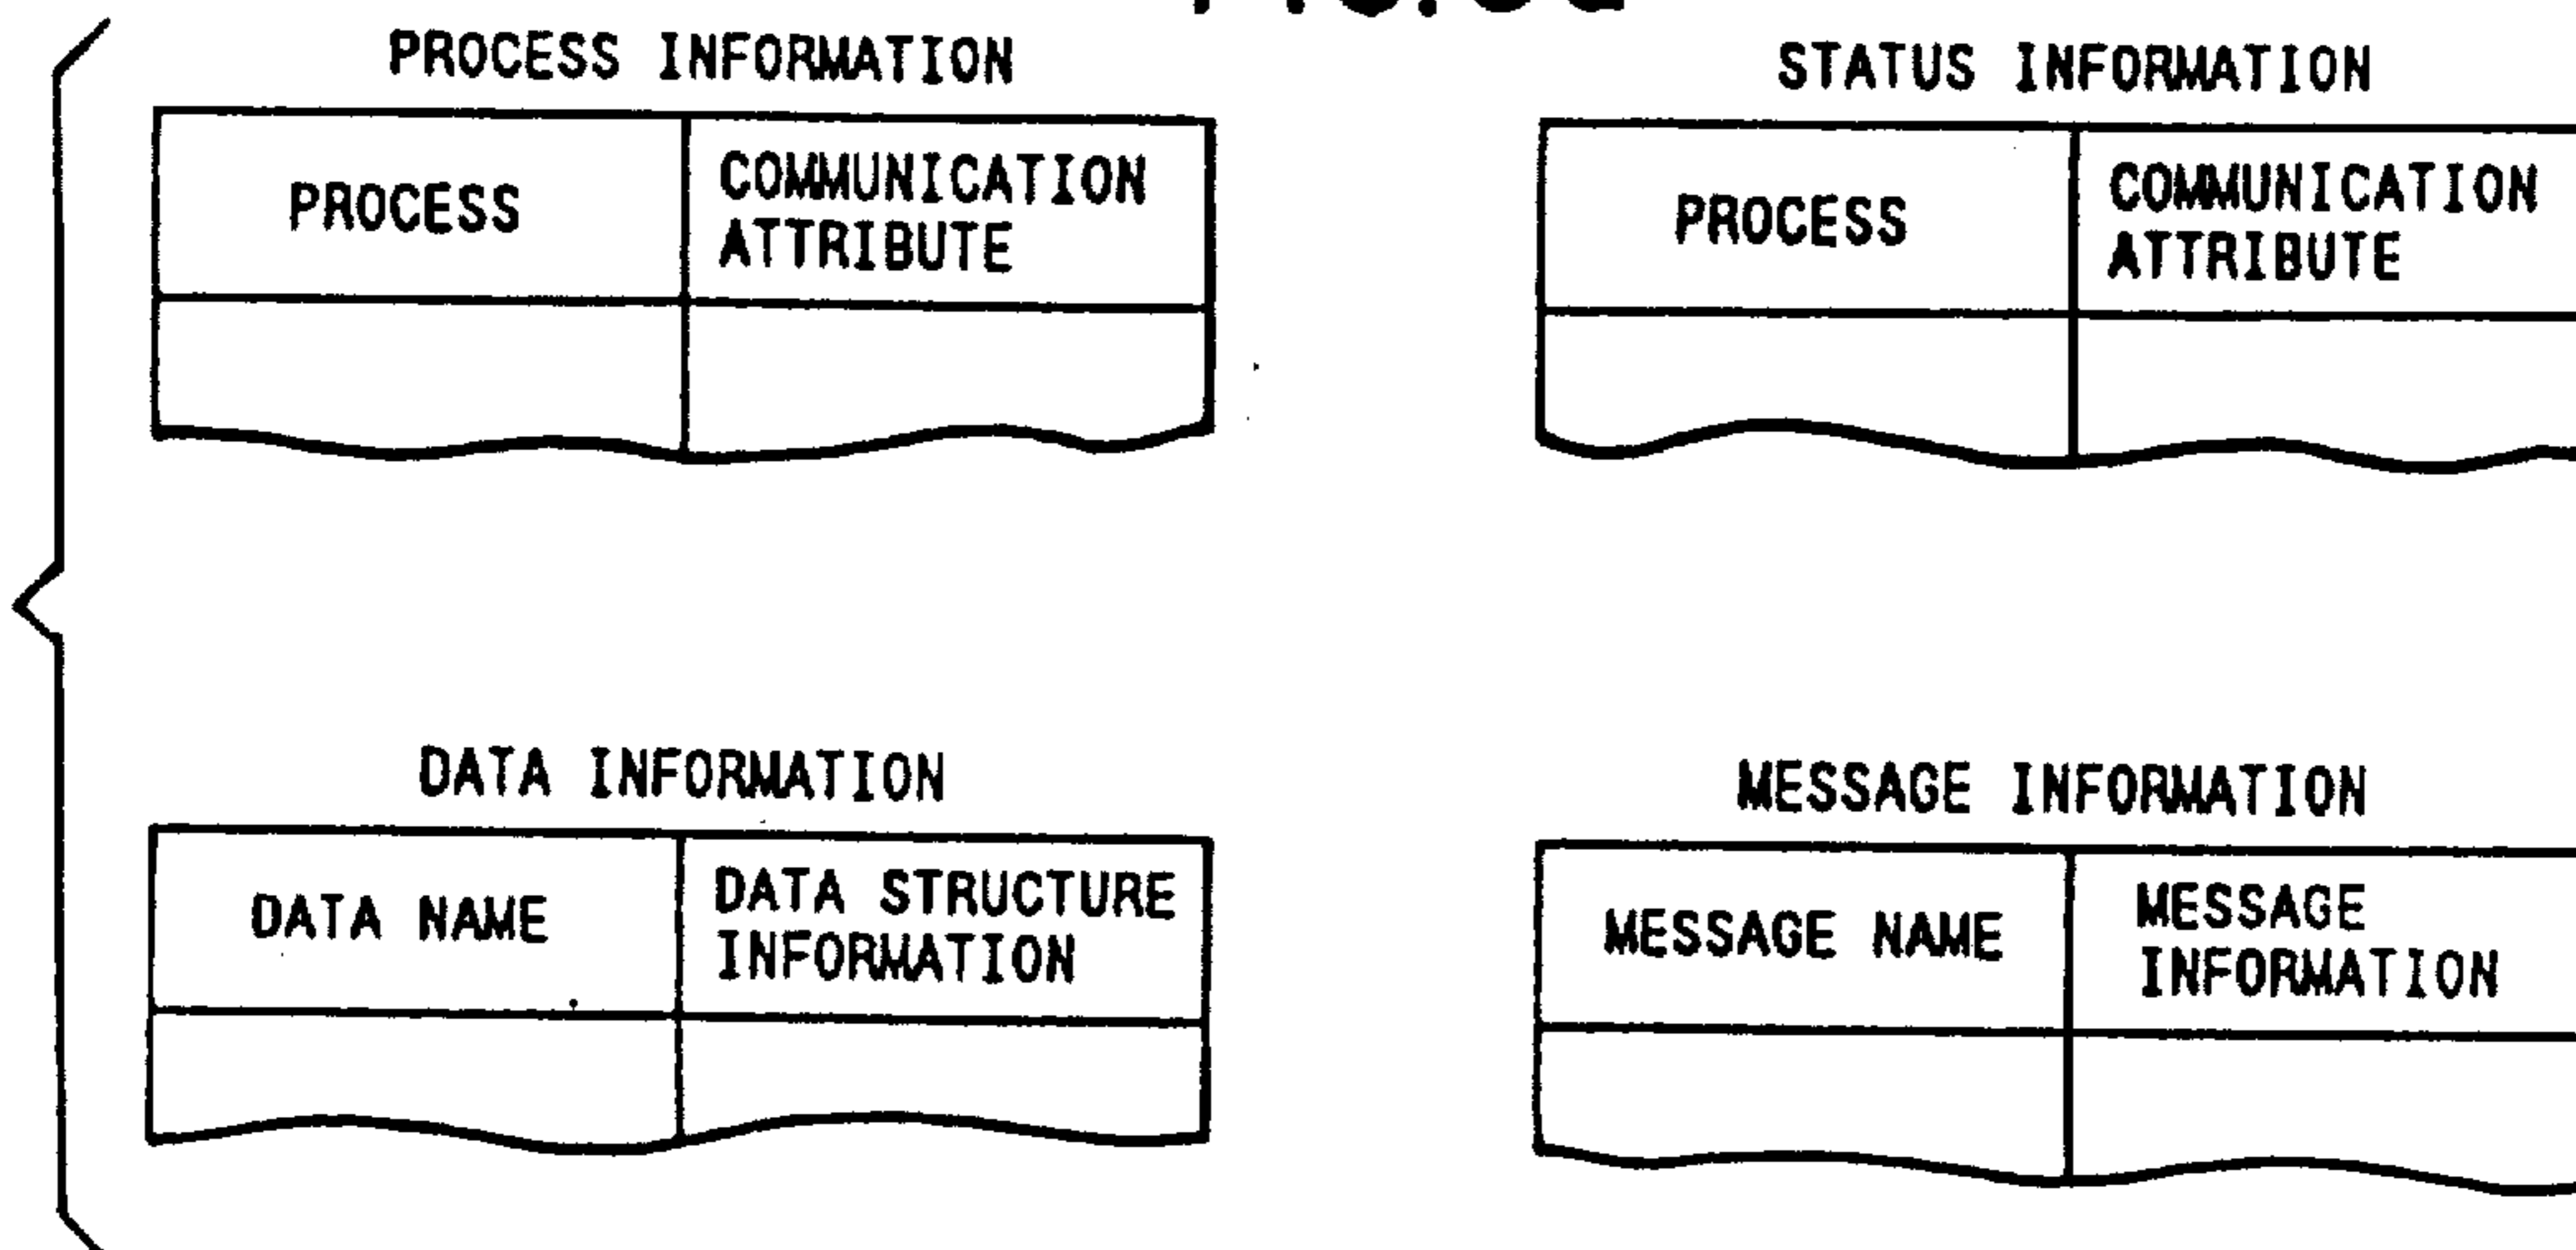 PROCESS INFORMATION
PROCESS
COMMUNICATION
ATTRIBUTE
STATUS INFORMATION
PROCESS
COMMUNICATION
ATTRIBUTE
DATA INFORMATION
DATA NAME
DATA STRUCTURE
INFORMATION
MESSAGE INFORMATION
MESSAGE NAME
MESSAGE
INFORMATION